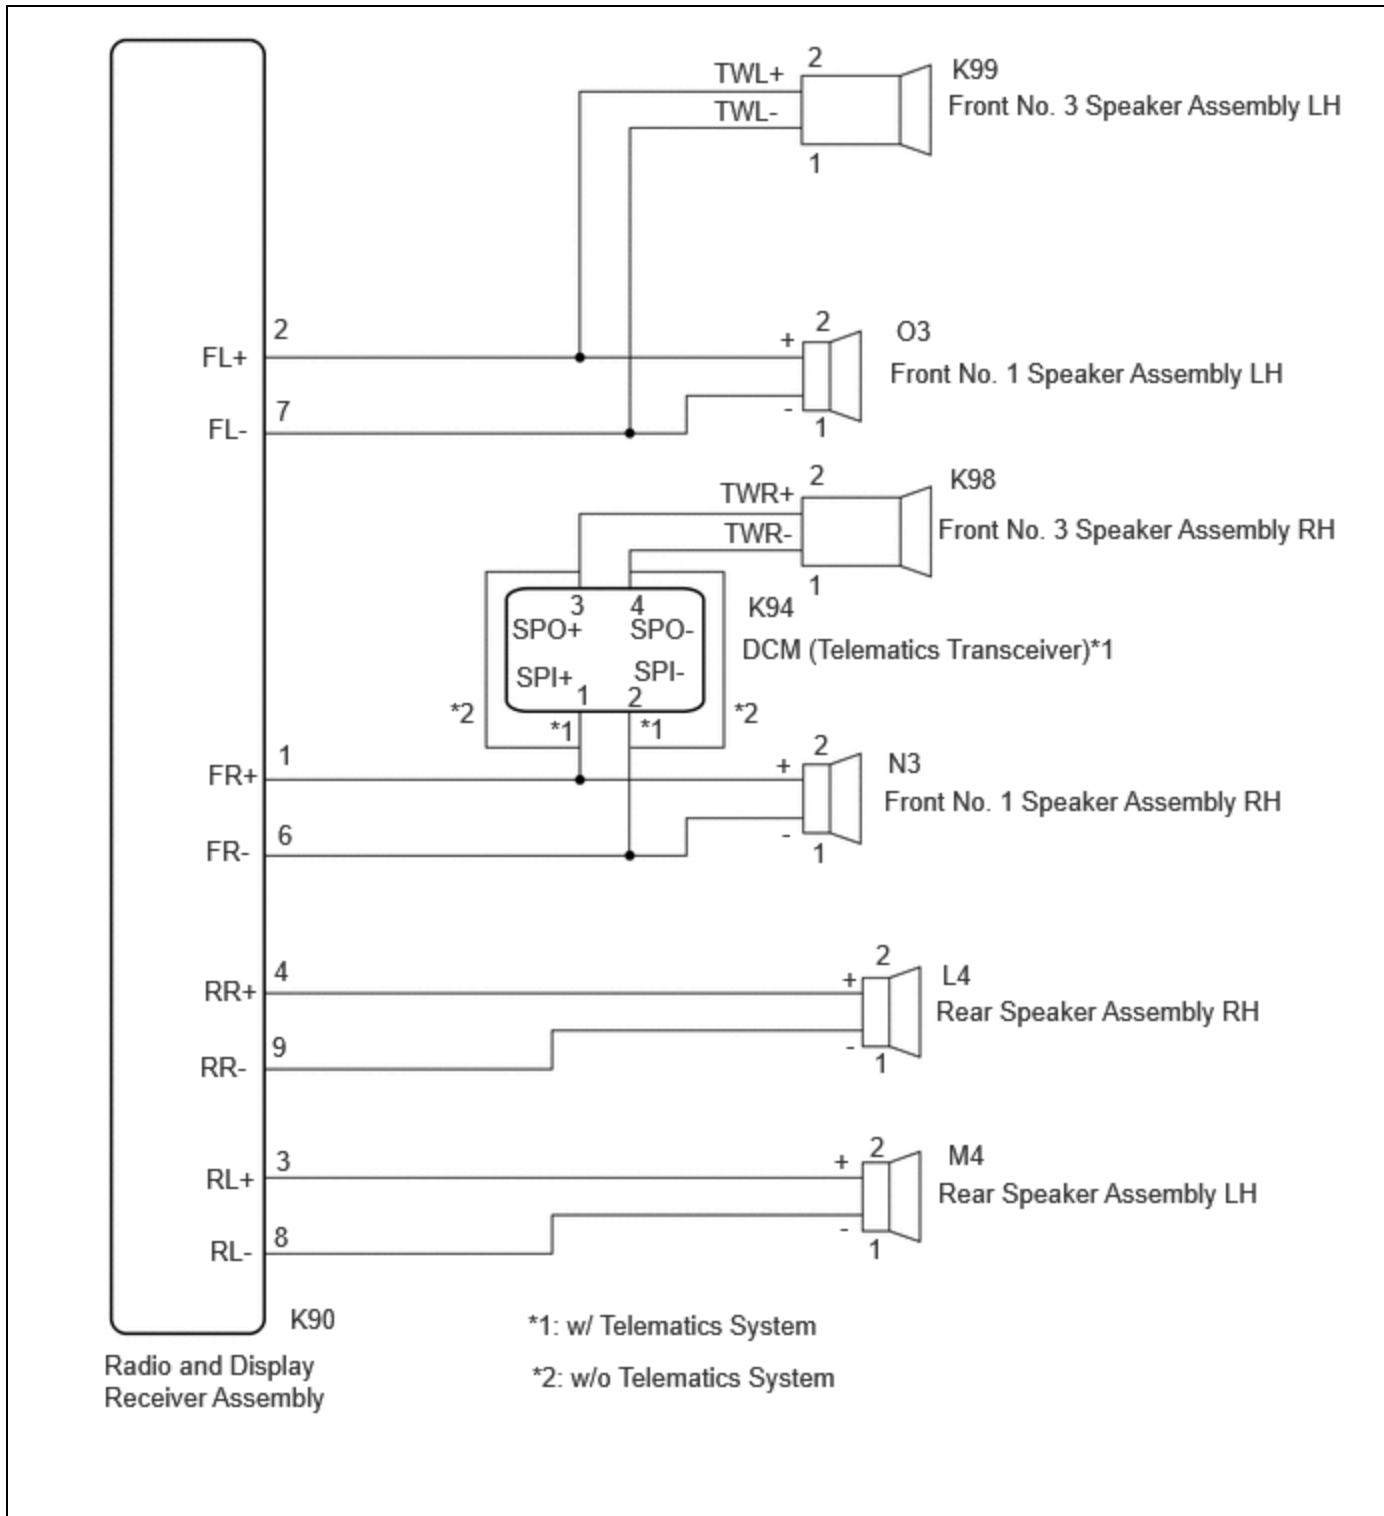 2
K99
TWL+
Front No. 3 Speaker Assembly LH
TWL-
1
2
O3
2
+
FL+
Front No. 1 Speaker Assembly LH
7
-
FL-
1
2
K98
TWR+
Front No. 3 Speaker Assembly RH
TWR-
1
3 4
K94
SPO+ SPO-
DCM (Telematics Transceiver)*1
SPI+ SPI-
1 2
*2 *1 *1 *2
2
1
+
N3
FR+
Front No. 1 Speaker Assembly RH
6
-
FR-
1
2
4
+
L4
RR+
Rear Speaker Assembly RH
9
-
RR-
1
2
3
+
M4
RL+
Rear Speaker Assembly LH
8
-
RL-
1
K90
*1: w/ Telematics System
Radio and Display
Receiver Assembly
*2: w/o Telematics System